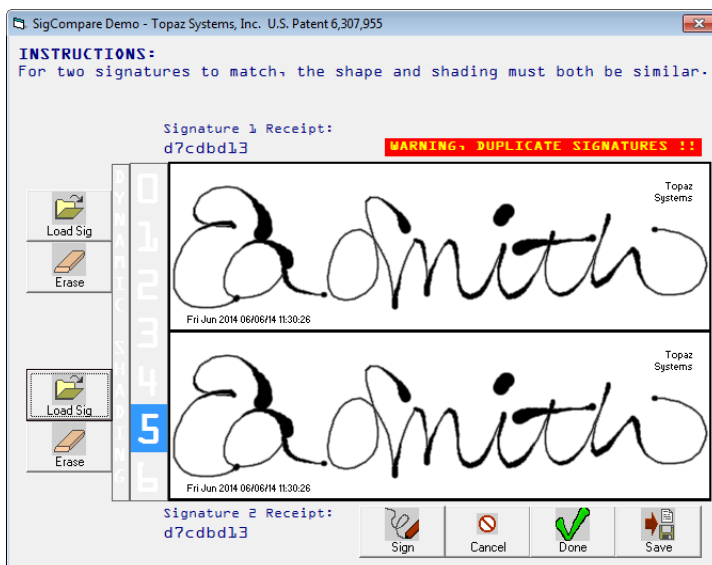 SigCompare Demo - Topaz Systems, Inc.  U.S. Patent 6,307,955
INSTRUCTIONS:
For two signatures to match, the shape and shading must both be similar.
Signature 1 Receipt:
d7cdbd13
WARNING, DUPLICATE SIGNATURES !!
Load Sig
Erase
DYNAMIC SHADING
0
1
2
3
4
5
6
Topaz
Systems
Fri Jun 2014 06/06/14 11:30:26
Load Sig
Erase
Topaz
Systems
Fri Jun 2014 06/06/14 11:30:26
Signature 2 Receipt:
d7cdbd13
Sign
Cancel
Done
Save